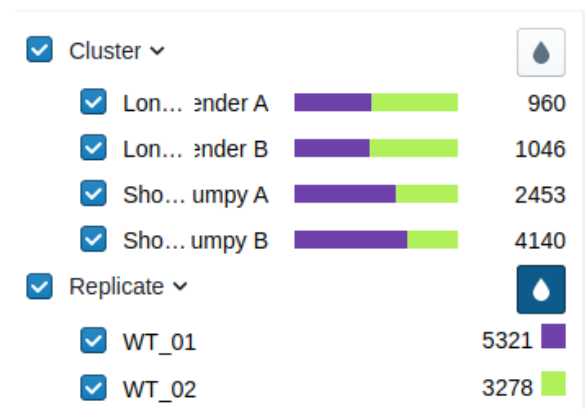 Cluster
Lon... ender A 960
Lon... ender B 1046
Sho... umpy A 2453
Sho... umpy B 4140
Replicate
WT_01 5321
WT_02 3278